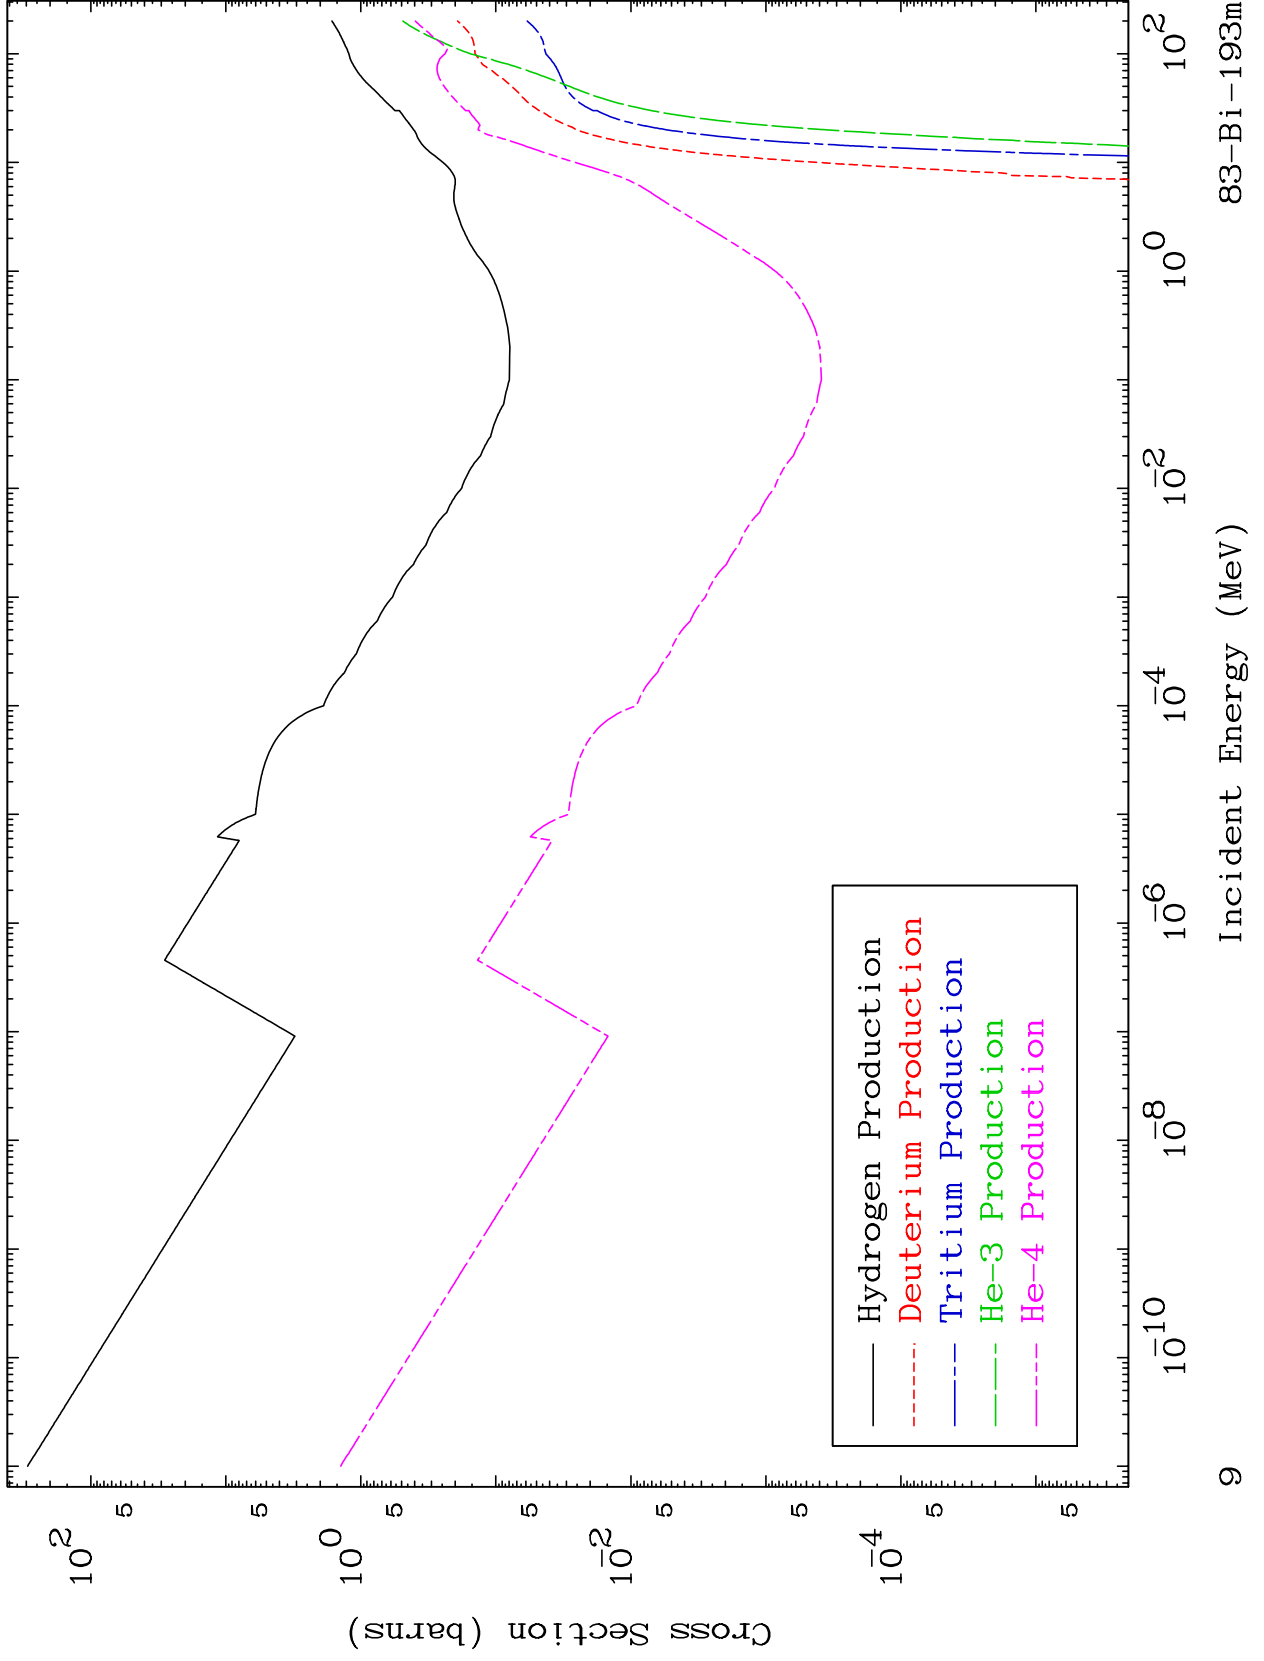 Cross Section (barns)
10^2
5
5
10^0
5
5
10^-2
5
5
10^-4
5
5
Hydrogen Production
Deuterium Production
Tritium Production
He-3 Production
He-4 Production
10^-10
10^-8
10^-6
10^-4
10^-2
10^0
10^2
9
Incident Energy (MeV)
83-Bi-193m